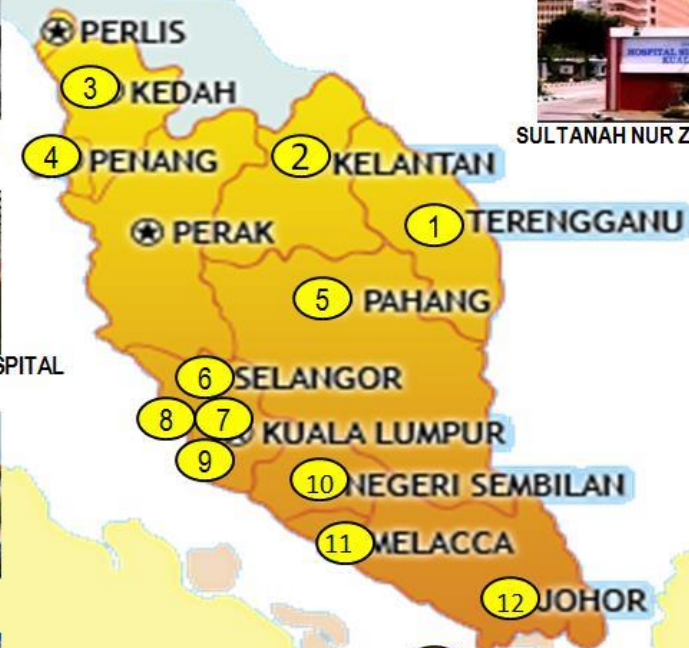 PERLIS
3 KEDAH
HOSPITAL
SULTANAH NUR Z
4 PENANG
2 KELANTAN
1 TERENGGANU
PERAK
5 PAHANG
SPITAL
6 SELANGOR
8 7 KUALA LUMPUR
9
10 NEGERI SEMBILAN
11 MELACCA
12 JOHOR